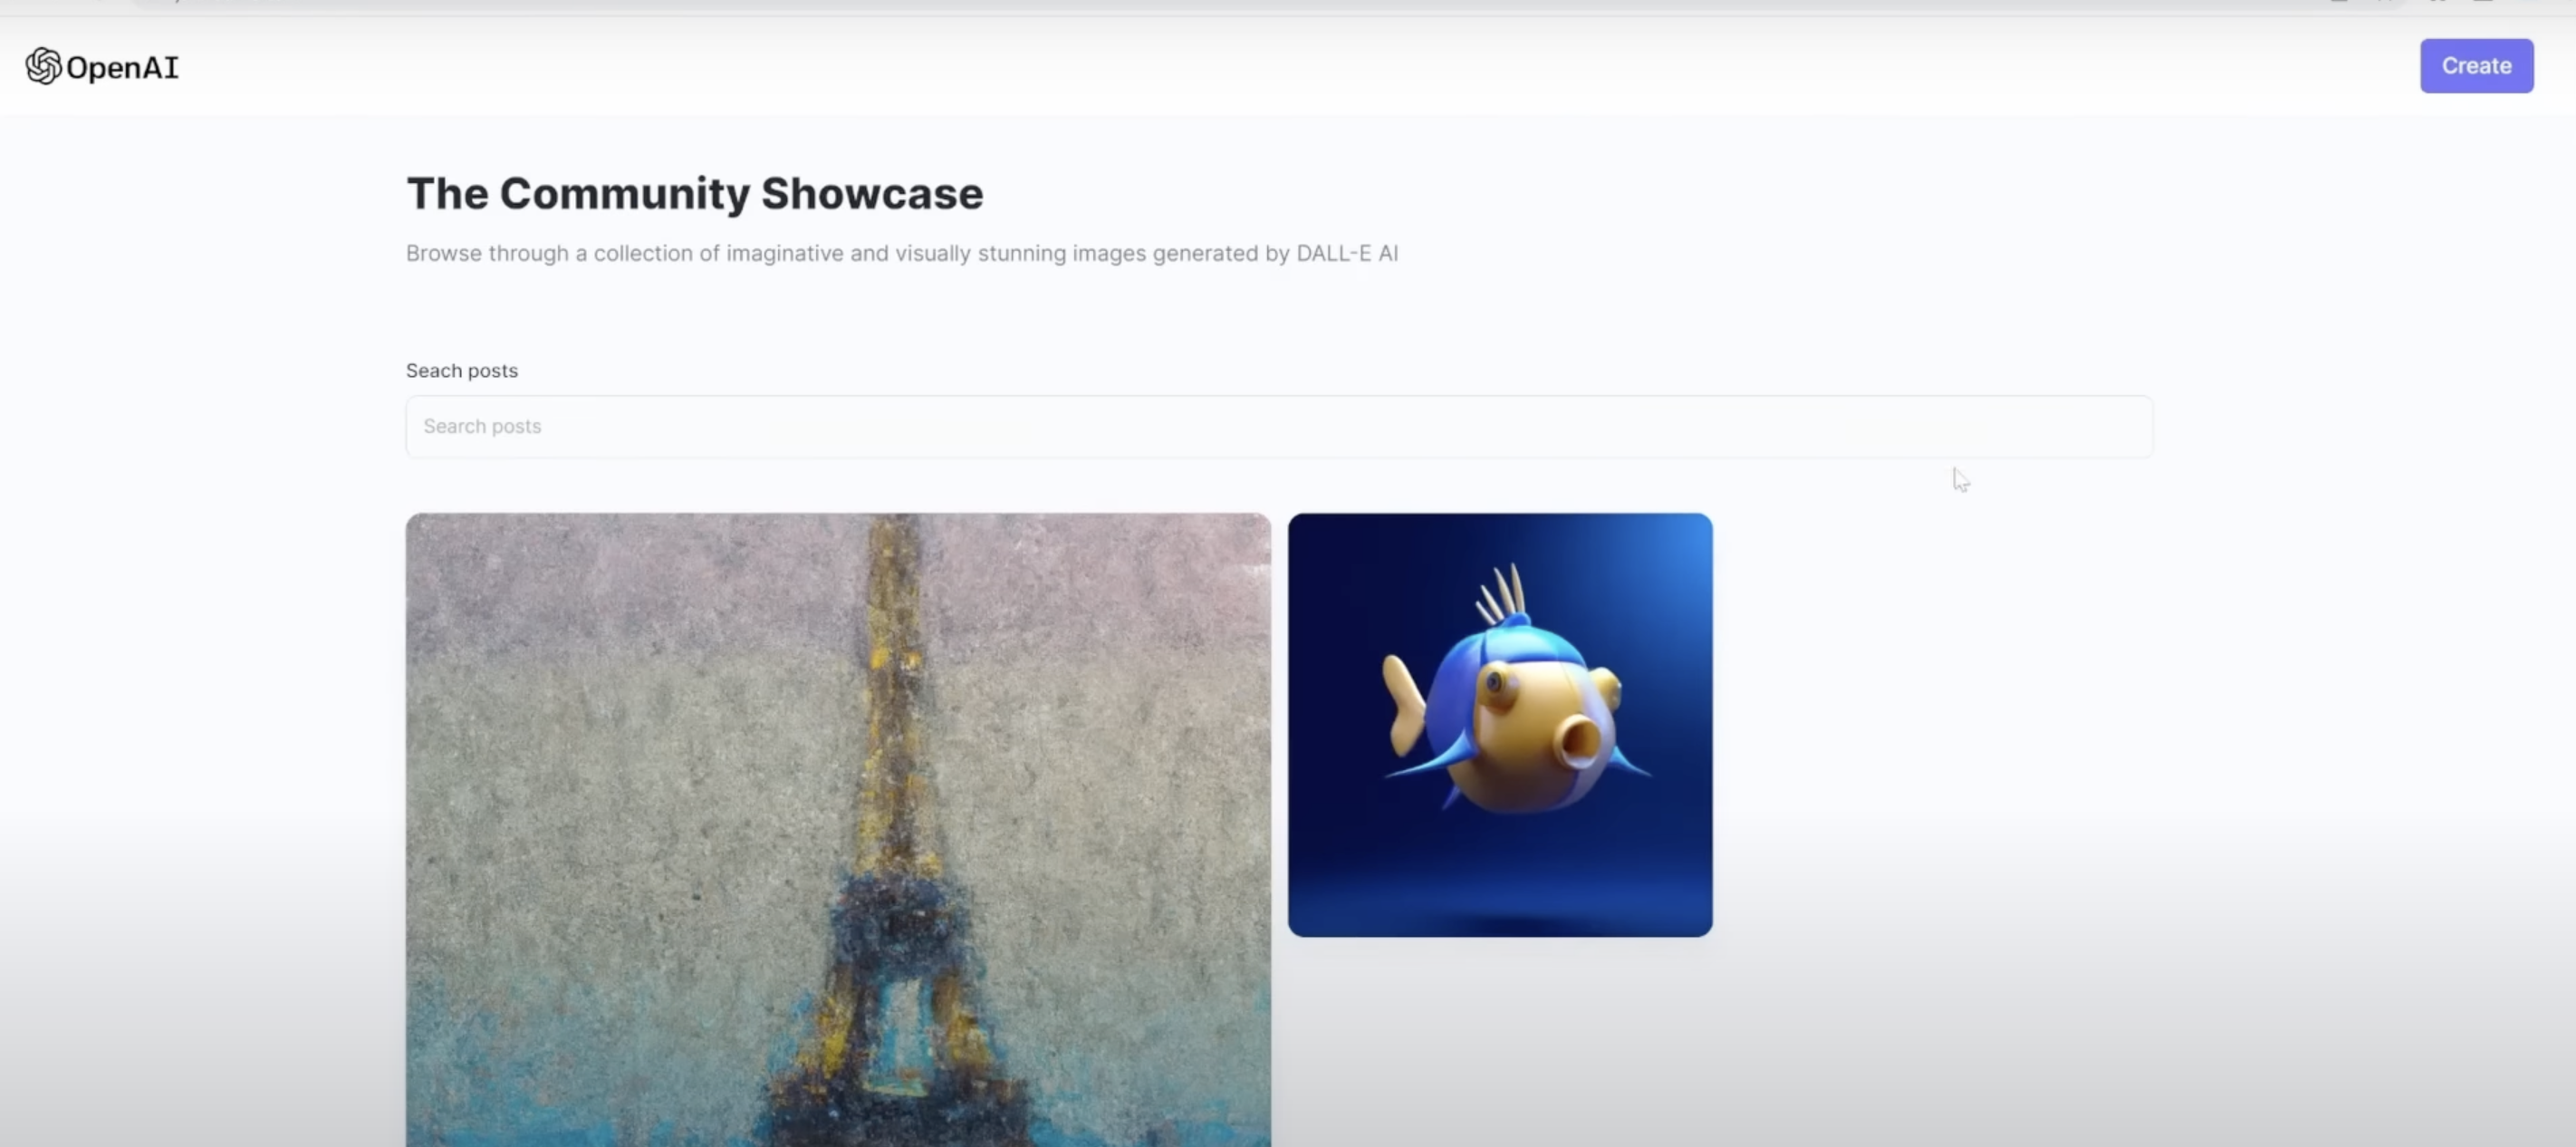 OpenAI
Create
The Community Showcase
Browse through a collection of imaginative and visually stunning images generated by DALL-E AI
Seach posts
Search posts